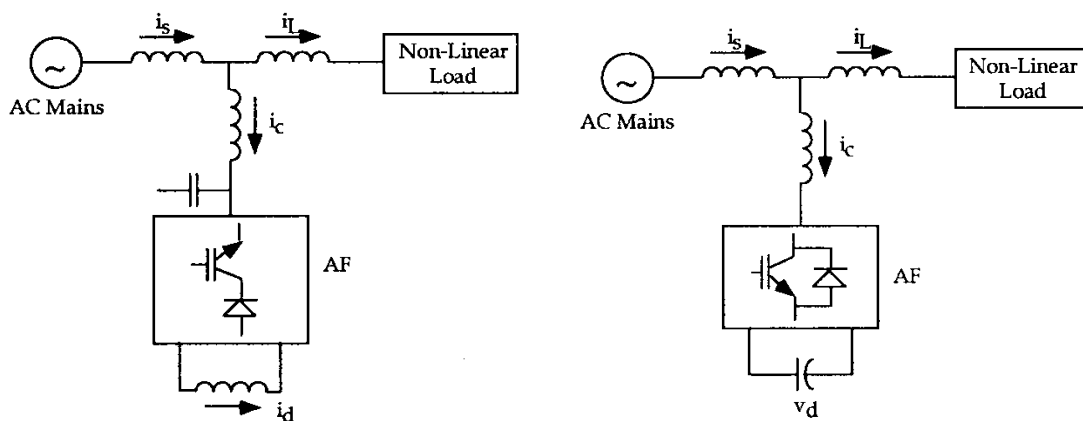 i_s
i_L
Non-Linear
Load
~
AC Mains
i_c
AF
i_d
i_s
i_L
Non-Linear
Load
~
AC Mains
i_c
AF
v_d